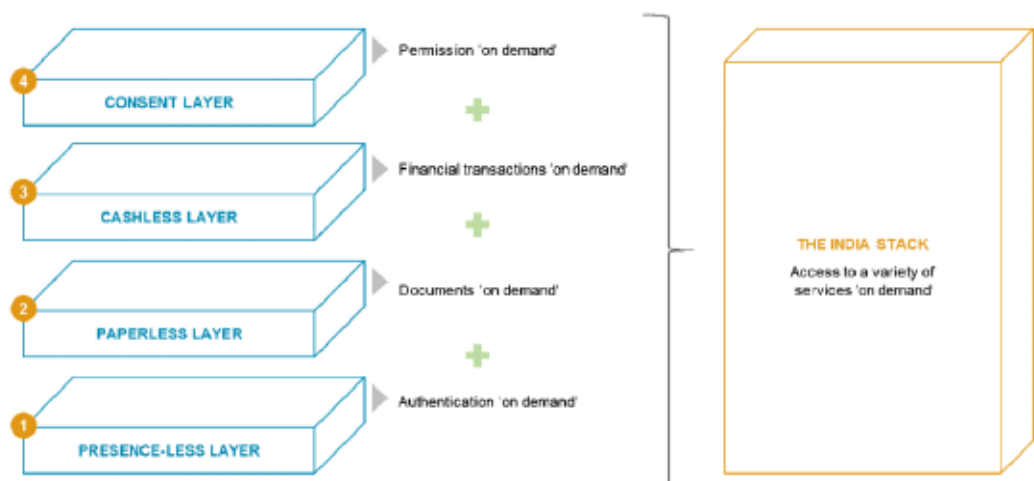 4
CONSENT LAYER
Permission 'on demand'
3
CASHLESS LAYER
Financial transactions 'on demand'
2
PAPERLESS LAYER
Documents 'on demand'
1
PRESENCE-LESS LAYER
Authentication 'on demand'
THE INDIA STACK
Access to a variety of
services 'on demand'